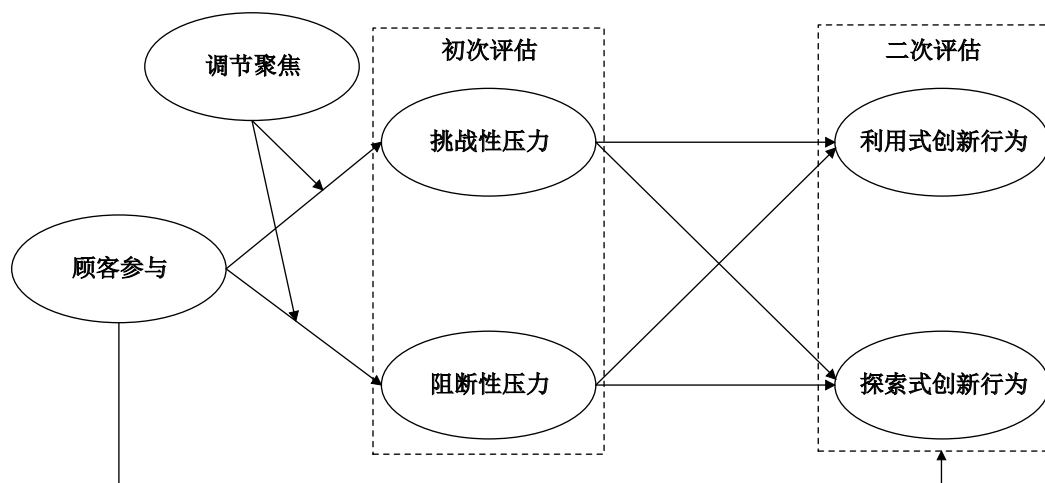 初次评估
二次评估
调节聚焦
挑战性压力
利用式创新行为
顾客参与
阻断性压力
探索式创新行为